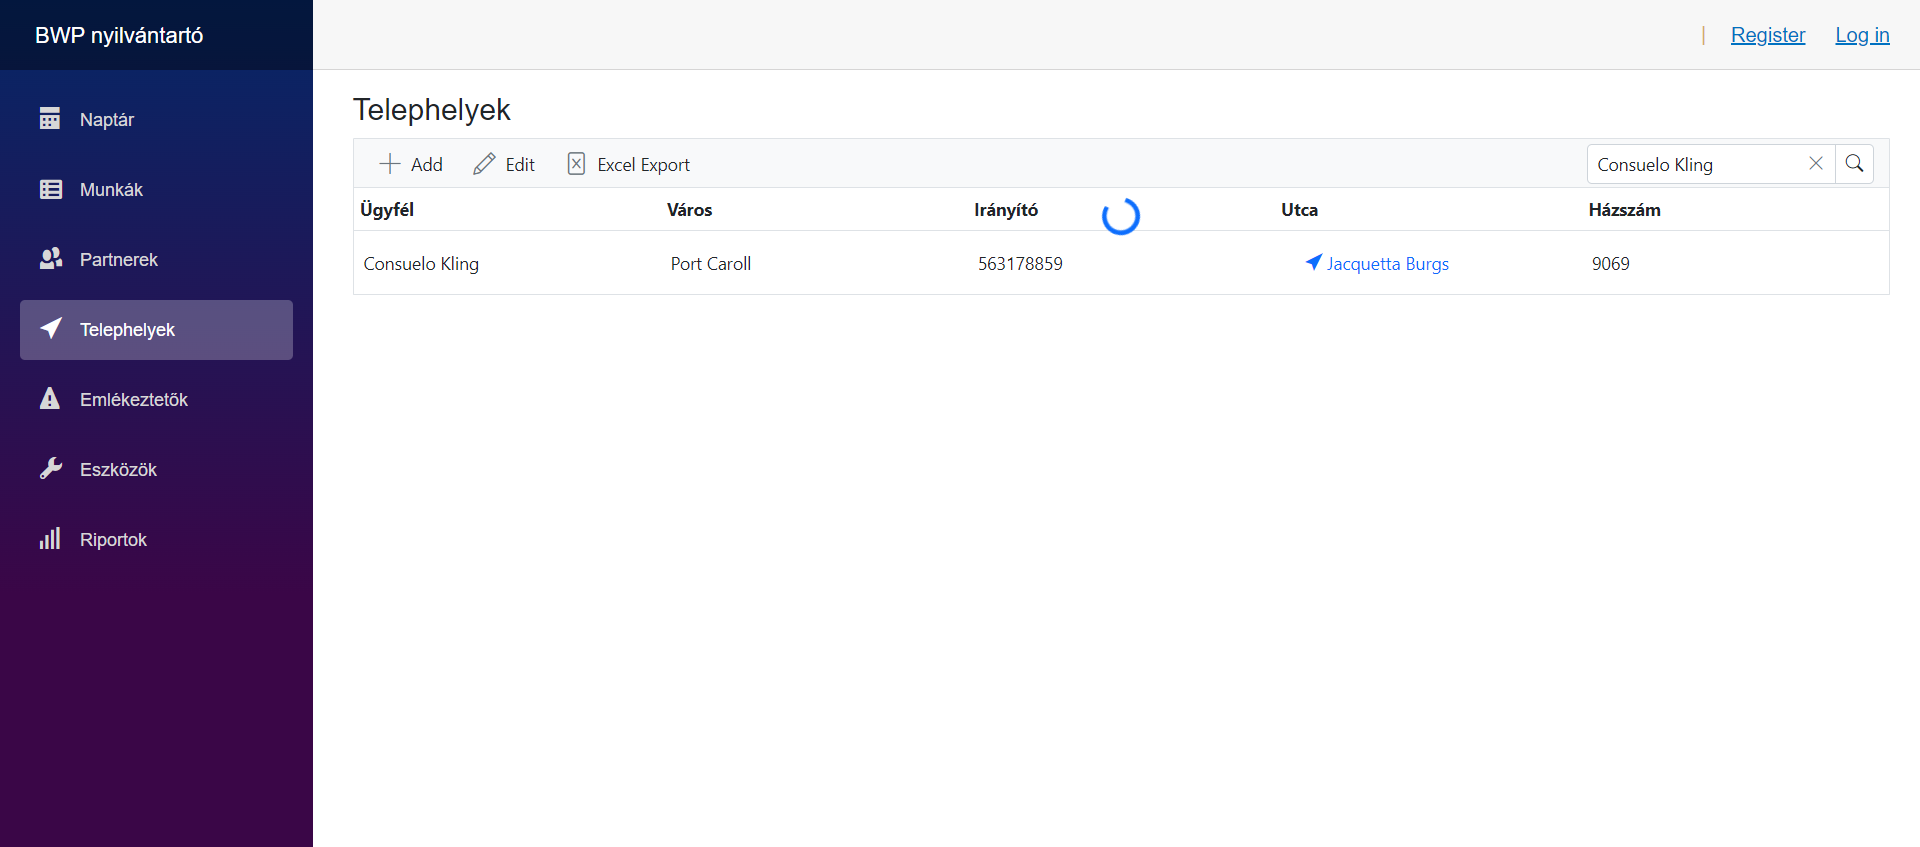 BWP nyilvántartó
Register
Log in
Naptár
Munkák
Partnerek
Telephelyek
Emlékeztetők
Eszközök
Riportok
Telephelyek
Add
Edit
Excel Export
Consuelo Kling
Ügyfél Város Irányító Utca Házszám
Consuelo Kling Port Caroll 563178859 Jacquetta Burgs 9069